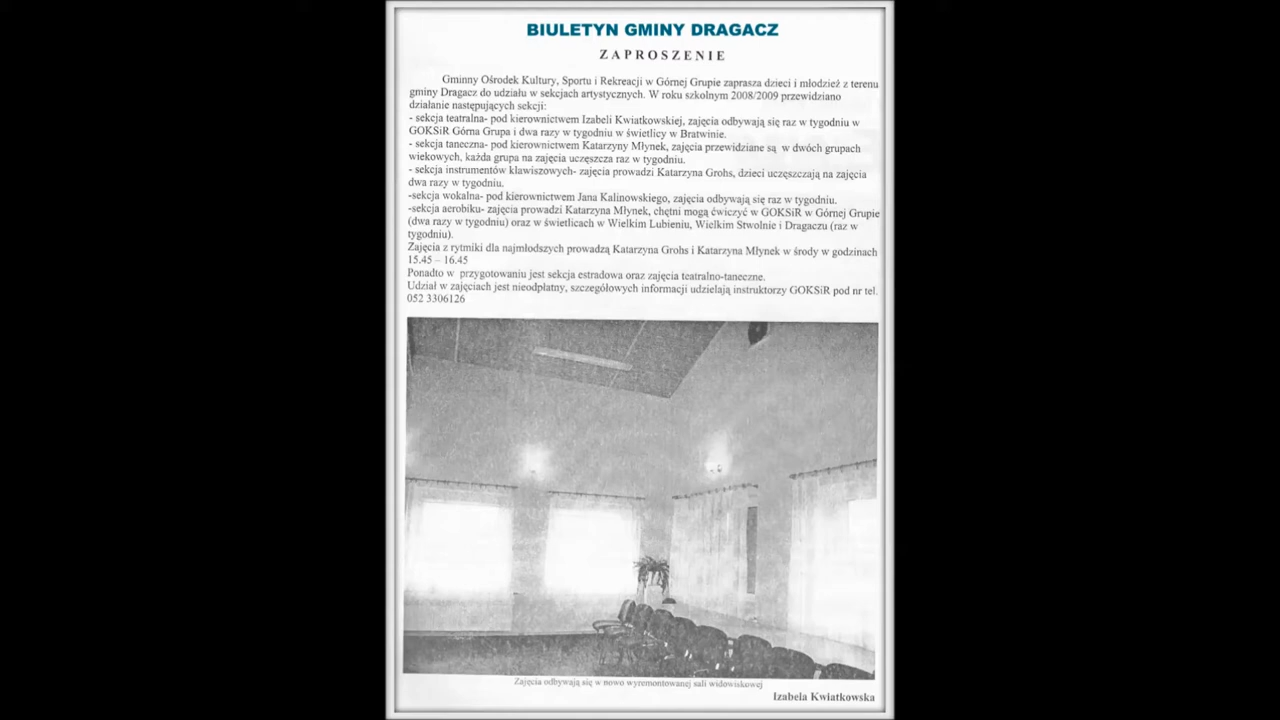 BIULETYN GMINY DRAGACZ
ZAPROSZENIE
Gminny Ośrodek Kultury, Sportu i Rekreacji w Górnej Grupie zaprasza dzieci i młodzież z terenu
gminy Dragacz do udziału w sekcjach artystycznych. W roku szkolnym 2008/2009 przewidziano
działanie następujących sekcji:
- sekcja teatralna- pod kierownictwem Izabeli Kwiatkowskiej, zajęcia odbywają się raz w tygodniu w
GOKSiR Górna Grupa i dwa razy w tygodniu w świetlicy w Bratwinie.
- sekcja taneczna- pod kierownictwem Katarzyny Młynek, zajęcia przewidziane są w dwóch grupach
wiekowych, każda grupa na zajęcia uczęszcza raz w tygodniu.
- sekcja instrumentów klawiszowych- zajęcia prowadzi Katarzyna Grohs, dzieci uczęszczają na zajęcia
dwa razy w tygodniu.
-sekcja wokalna- pod kierownictwem Jana Kalinowskiego, zajęcia odbywają się raz w tygodniu.
-sekcja aerobiku- zajęcia prowadzi Katarzyna Młynek, chętni mogą ćwiczyć w GOKSiR w Górnej Grupie
(dwa razy w tygodniu) oraz w świetlicach w Wielkim Lubieniu, Wielkim Stwolnie i Dragaczu (raz w
tygodniu).
Zajęcia z rytmiki dla najmłodszych prowadzą Katarzyna Grohs i Katarzyna Młynek w środy w godzinach
15.45 – 16.45
Ponadto w przygotowaniu jest sekcja estradowa oraz zajęcia teatralno-taneczne.
Udział w zajęciach jest nieodpłatny, szczegółowych informacji udzielają instruktorzy GOKSiR pod nr tel.
052 3306126
Zajęcia odbywają się w nowo wyremontowanej sali widowiskowej
Izabela Kwiatkowska